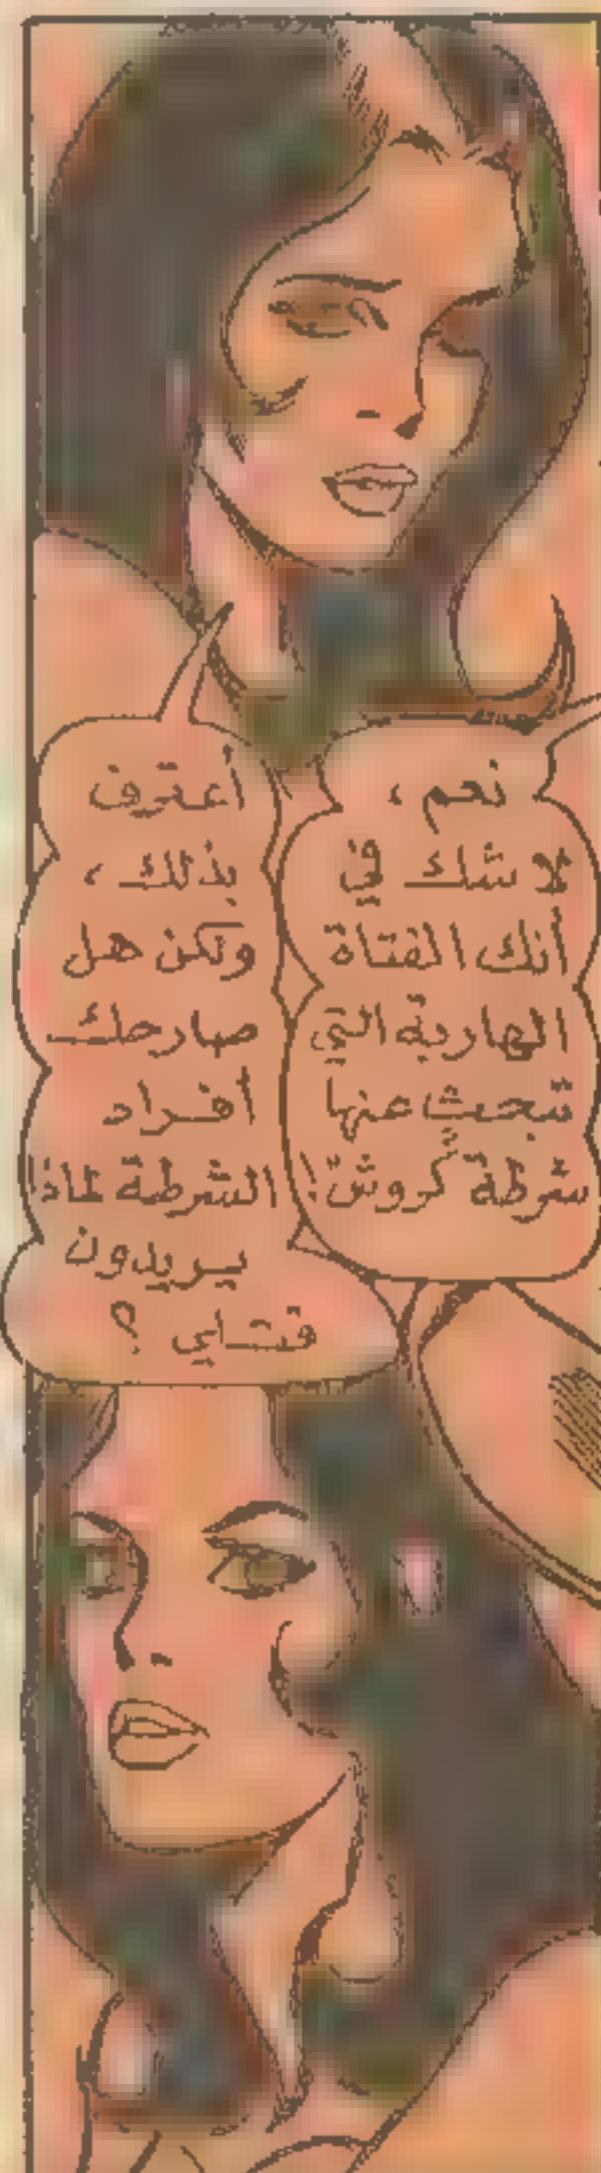 نعم ،
لا شك في
أنك الفتاة
الهاربة التي
تبحث عنها
شرطة كروش !
أعترف
بذلك ،
ولكن هل
صارحك
أفراد
الشرطة لماذا
يريدون
قتلي ؟